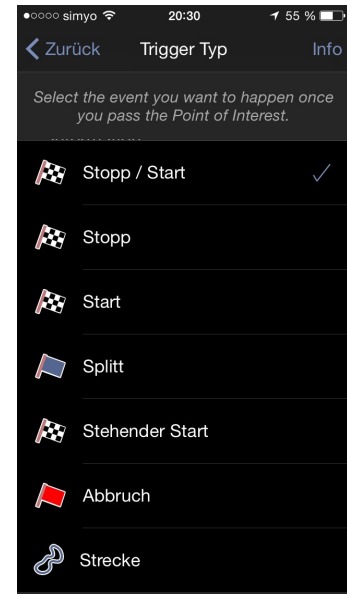 simyo 20:30 55 %
Zurück Trigger Typ Info
Select the event you want to happen once
you pass the Point of Interest.
Stopp / Start
Stopp
Start
Splitt
Stehender Start
Abbruch
Strecke